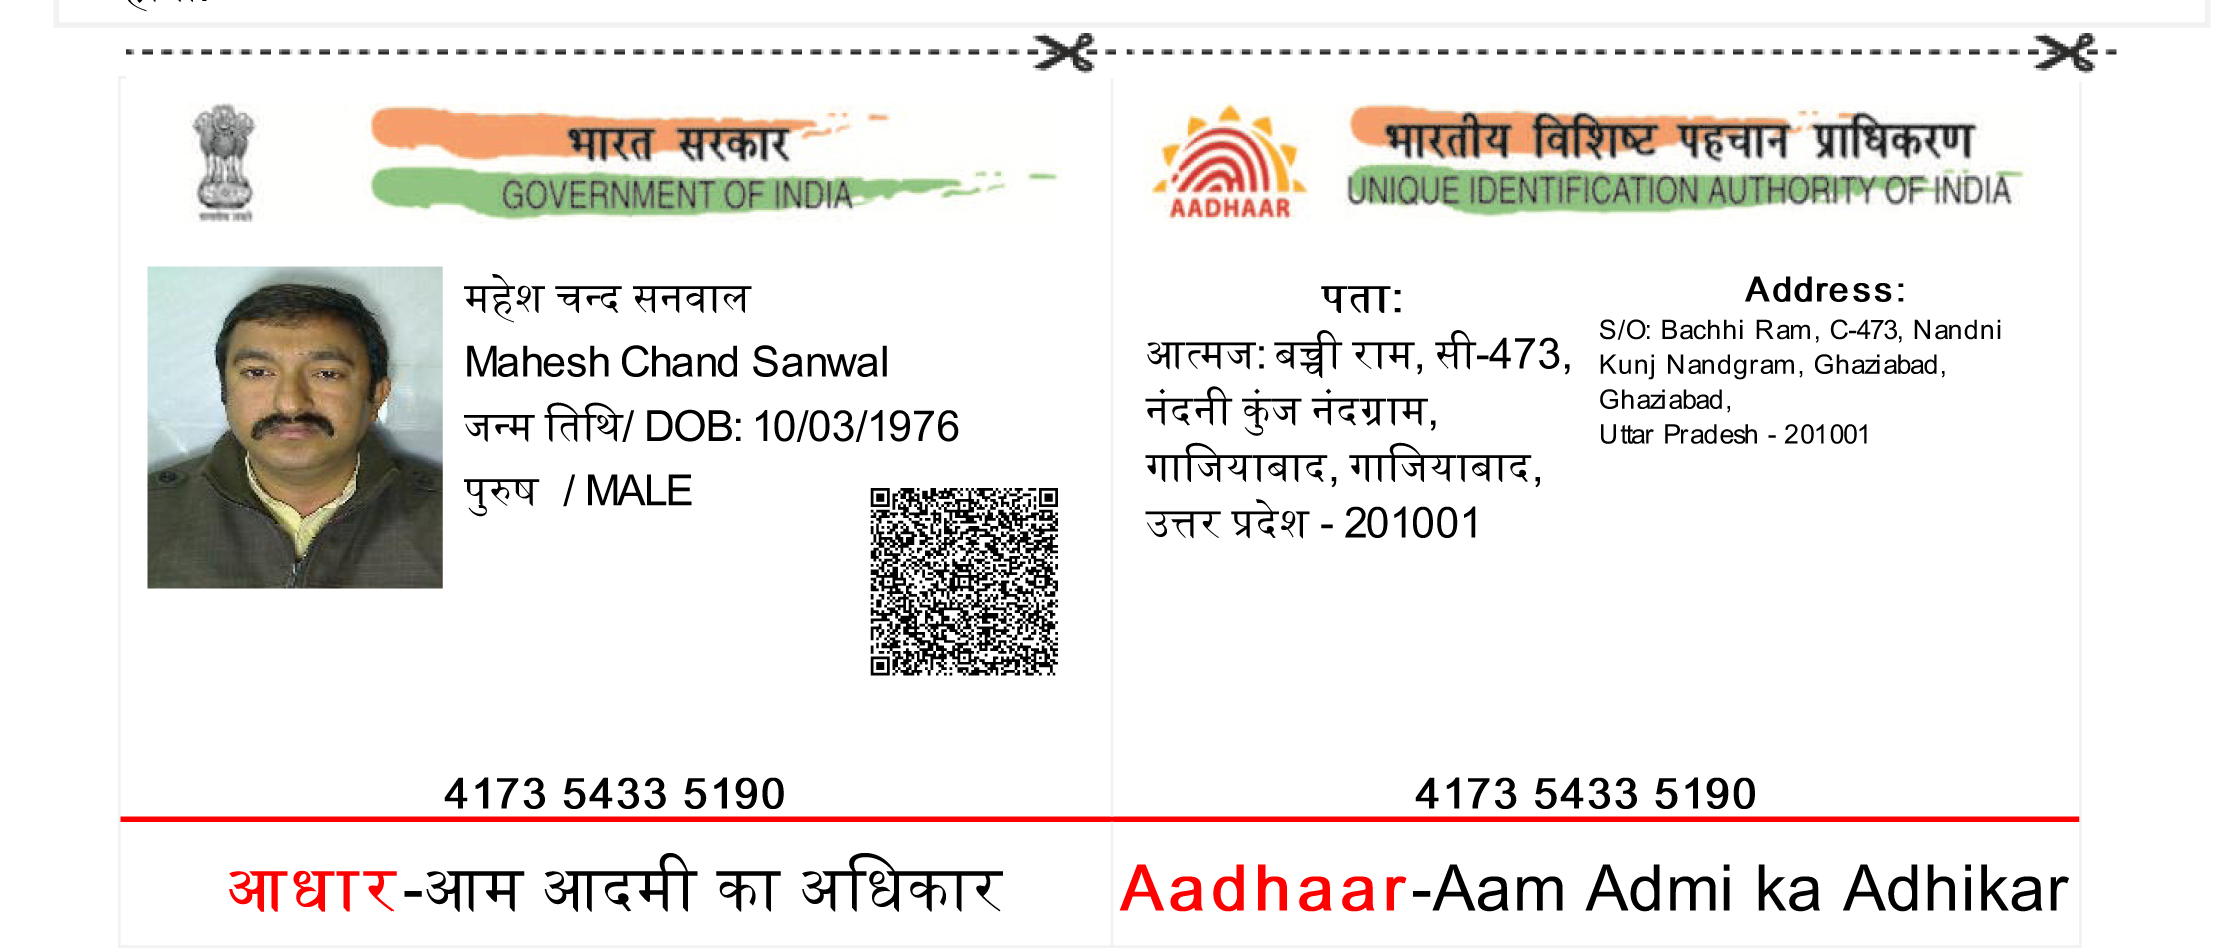 भारत सरकार
GOVERNMENT OF INDIA
महेश चन्द सनवाल
Mahesh Chand Sanwal
जन्म तिथि/ DOB: 10/03/1976
पुरुष / MALE
4173 5433 5190
आधार-आम आदमी का अधिकार
भारतीय विशिष्ट पहचान प्राधिकरण
UNIQUE IDENTIFICATION AUTHORITY OF INDIA
AADHAAR
पता:
आत्मज: बच्ची राम, सी-473,
नंदनी कुंज नंदग्राम,
गाजियाबाद, गाजियाबाद,
उत्तर प्रदेश - 201001
Address:
S/O: Bachhi Ram, C-473, Nandni
Kunj Nandgram, Ghaziabad,
Ghaziabad,
Uttar Pradesh - 201001
4173 5433 5190
Aadhaar-Aam Admi ka Adhikar